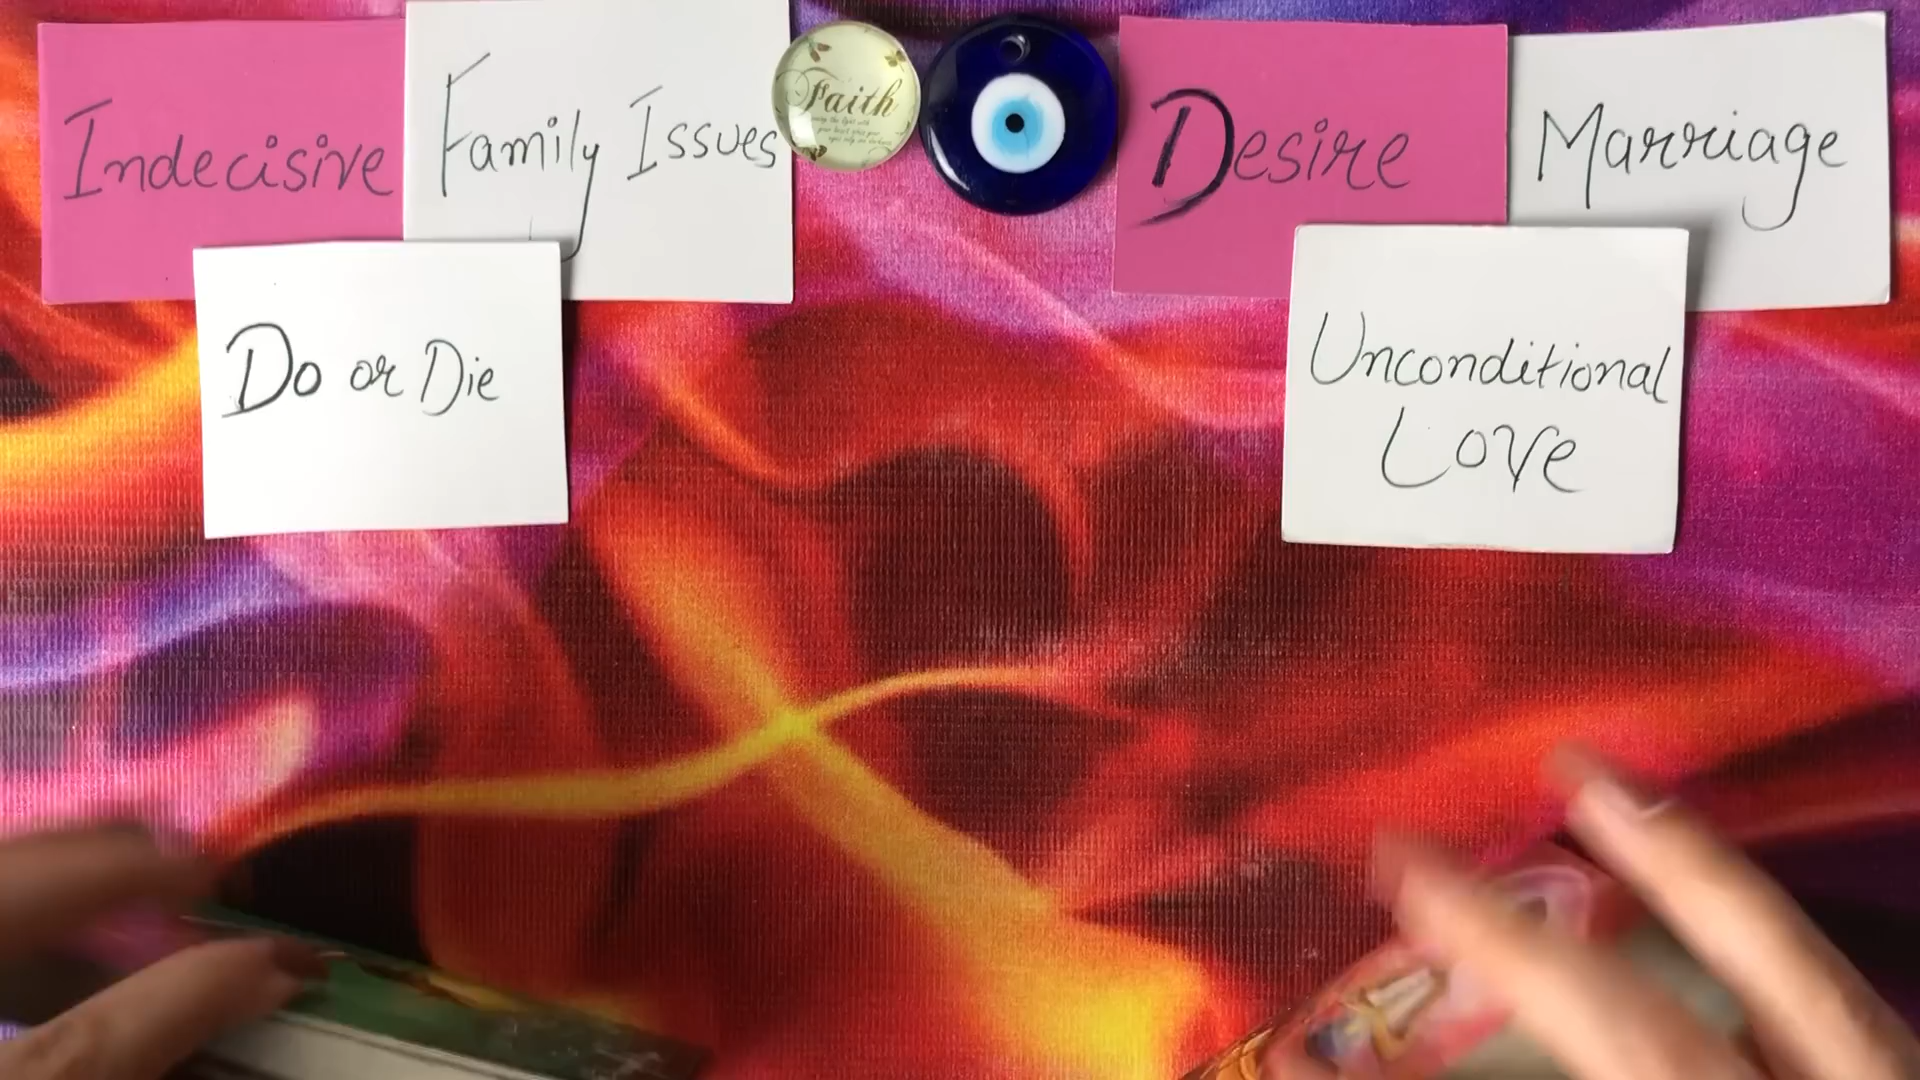 Indecisive
Family Issues
Faith
Desire
Marriage
Do or Die
Unconditional
Love